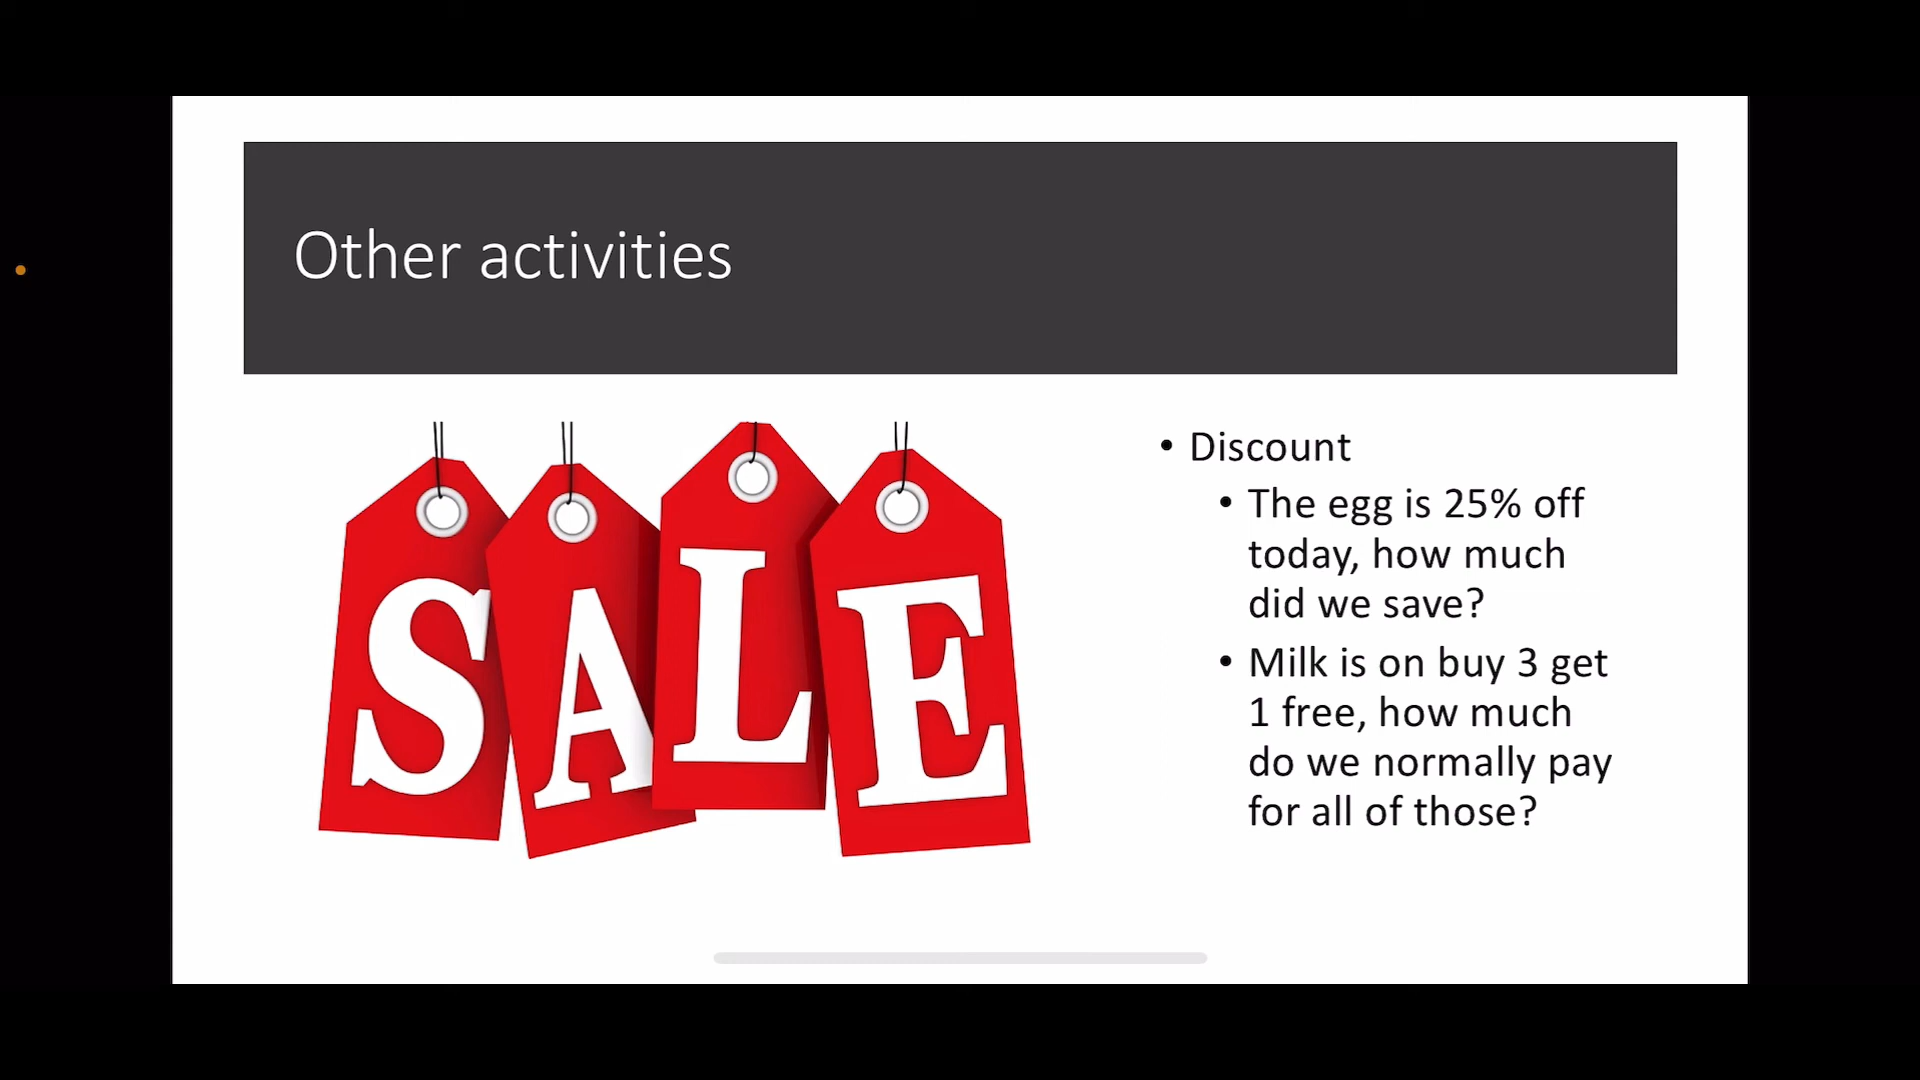 Other activities
SALE
• Discount
• The egg is 25% off
today, how much
did we save?
• Milk is on buy 3 get
1 free, how much
do we normally pay
for all of those?